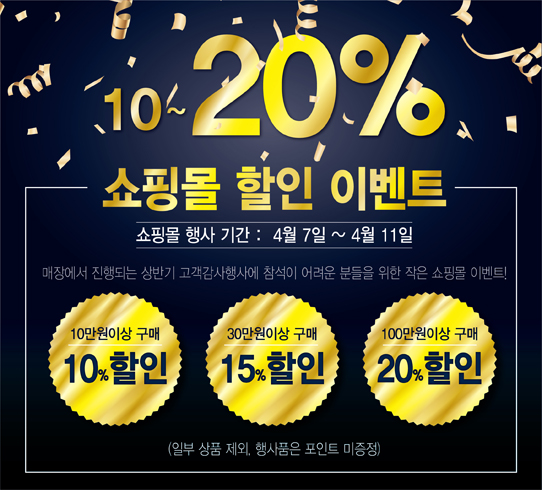 10~20%
쇼핑몰 할인 이벤트
쇼핑몰 행사 기간 : 4월 7일 ~ 4월 11일
매장에서 진행되는 상반기 고객감사행사에 참석이 어려운 분들을 위한 작은 쇼핑몰 이벤트!
10만원이상 구매
10%할인
30만원이상 구매
15%할인
100만원이상 구매
20%할인
(일부 상품 제외, 행사품은 포인트 미증정)